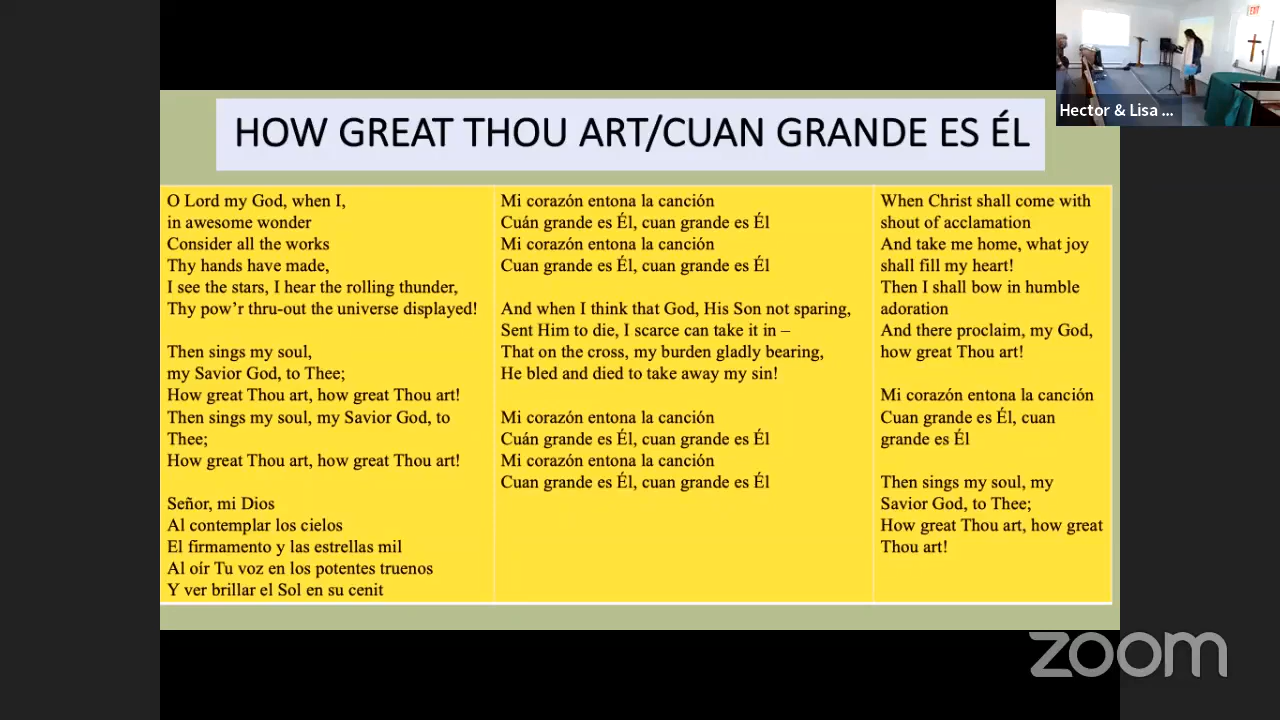 HOW GREAT THOU ART/CUAN GRANDE ES ÉL
O Lord my God, when I,
in awesome wonder
Consider all the works
Thy hands have made,
I see the stars, I hear the rolling thunder,
Thy pow’r thru-out the universe displayed!
Then sings my soul,
my Savior God, to Thee;
How great Thou art, how great Thou art!
Then sings my soul, my Savior God, to
Thee;
How great Thou art, how great Thou art!
Señor, mi Dios
Al contemplar los cielos
El firmamento y las estrellas mil
Al oír Tu voz en los potentes truenos
Y ver brillar el Sol en su cenit
Mi corazón entona la canción
Cuán grande es Él, cuan grande es Él
Mi corazón entona la canción
Cuan grande es Él, cuan grande es Él
And when I think that God, His Son not sparing,
Sent Him to die, I scarce can take it in –
That on the cross, my burden gladly bearing,
He bled and died to take away my sin!
Mi corazón entona la canción
Cuán grande es Él, cuan grande es Él
Mi corazón entona la canción
Cuan grande es Él, cuan grande es Él
When Christ shall come with
shout of acclamation
And take me home, what joy
shall fill my heart!
Then I shall bow in humble
adoration
And there proclaim, my God,
how great Thou art!
Mi corazón entona la canción
Cuan grande es Él, cuan
grande es Él
Then sings my soul, my
Savior God, to Thee;
How great Thou art, how great
Thou art!
EXIT
Hector & Lisa ...
zoom